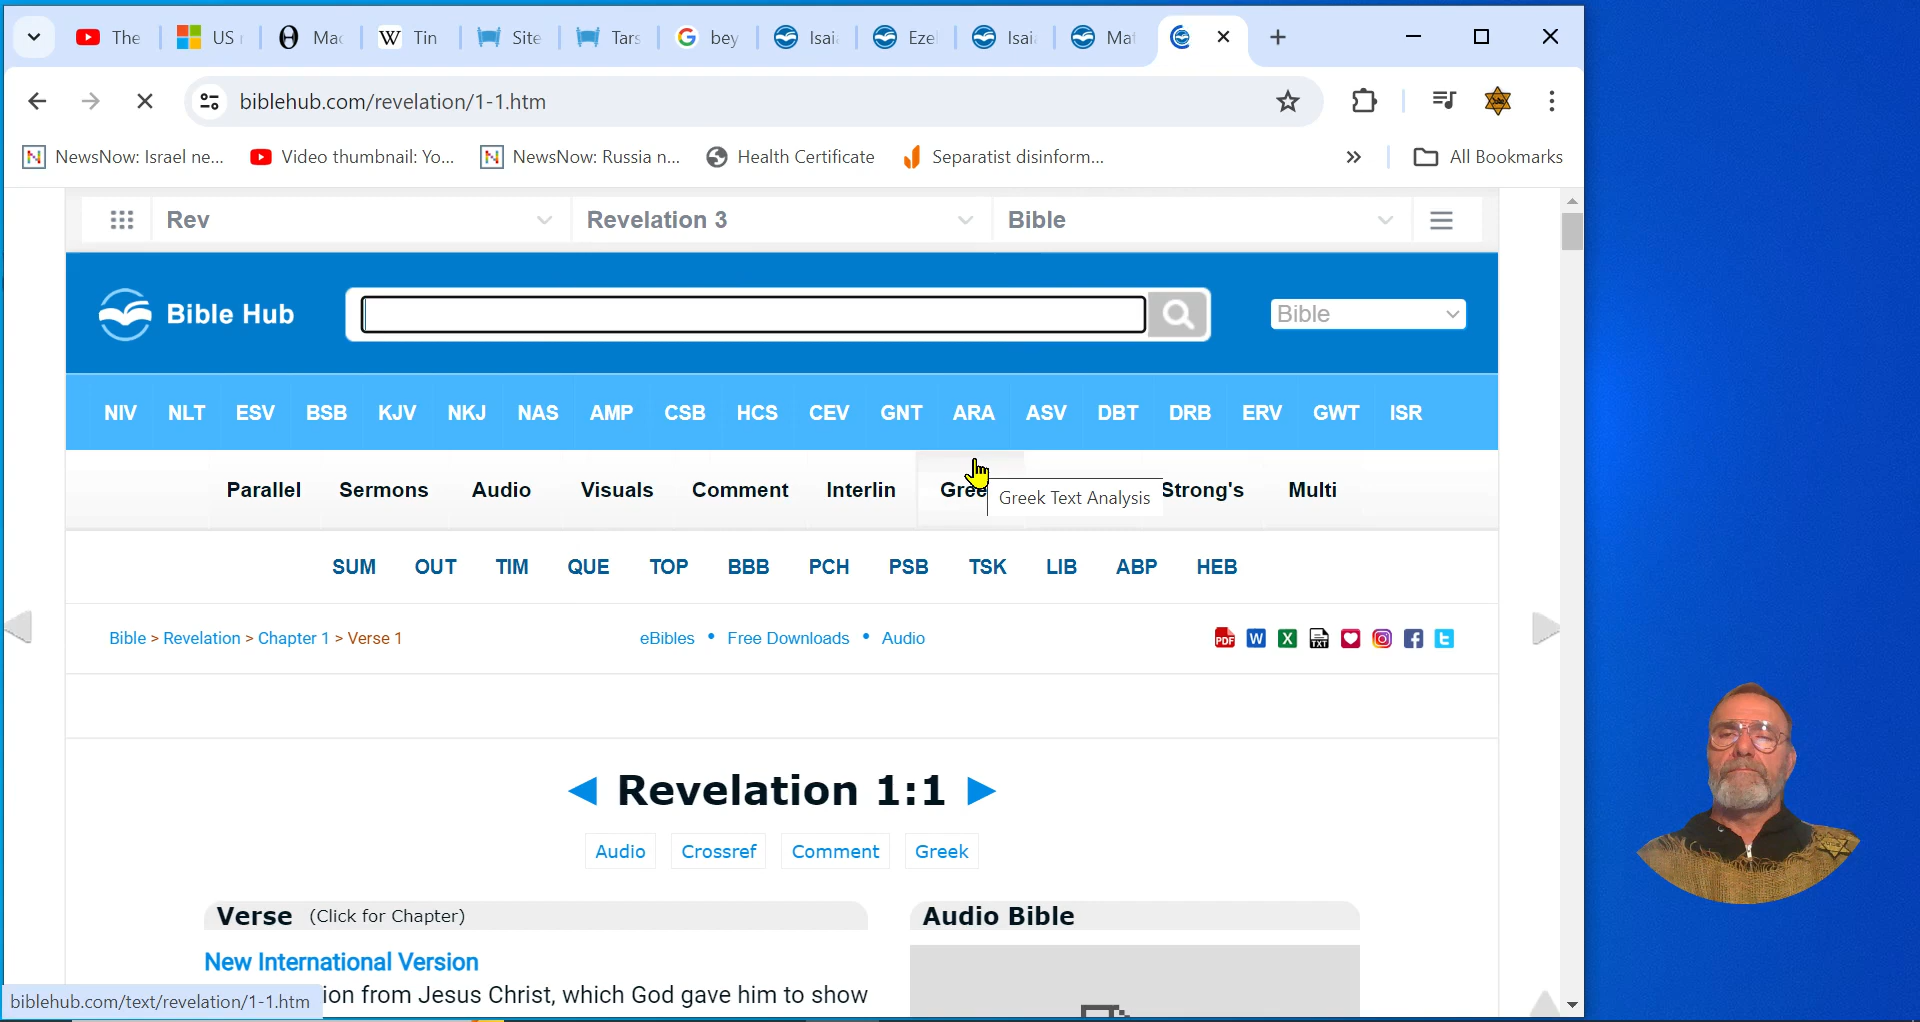 The
US
Mac
W Tin
Site
Tars
G bey
Isai
Eze
Isai
Mat
biblehub.com/revelation/1-1.htm
NewsNow: Israel ne...
Video thumbnail: Yo...
NewsNow: Russia n...
Health Certificate
Separatist disinform...
All Bookmarks
Rev
Revelation 3
Bible
Bible Hub
Bible
NIV NLT ESV BSB KJV NKJ NAS AMP CSB HCS CEV GNT ARA ASV DBT DRB ERV GWT ISR
Parallel Sermons Audio Visuals Comment Interlin Gree Strong's Multi
Greek Text Analysis
SUM OUT TIM QUE TOP BBB PCH PSB TSK LIB ABP HEB
Bible > Revelation > Chapter 1 > Verse 1
eBibles • Free Downloads • Audio
PDF W X TXT
◀ Revelation 1:1 ▶
Audio Crossref Comment Greek
Verse (Click for Chapter)
Audio Bible
New International Version
ion from Jesus Christ, which God gave him to show
biblehub.com/text/revelation/1-1.htm